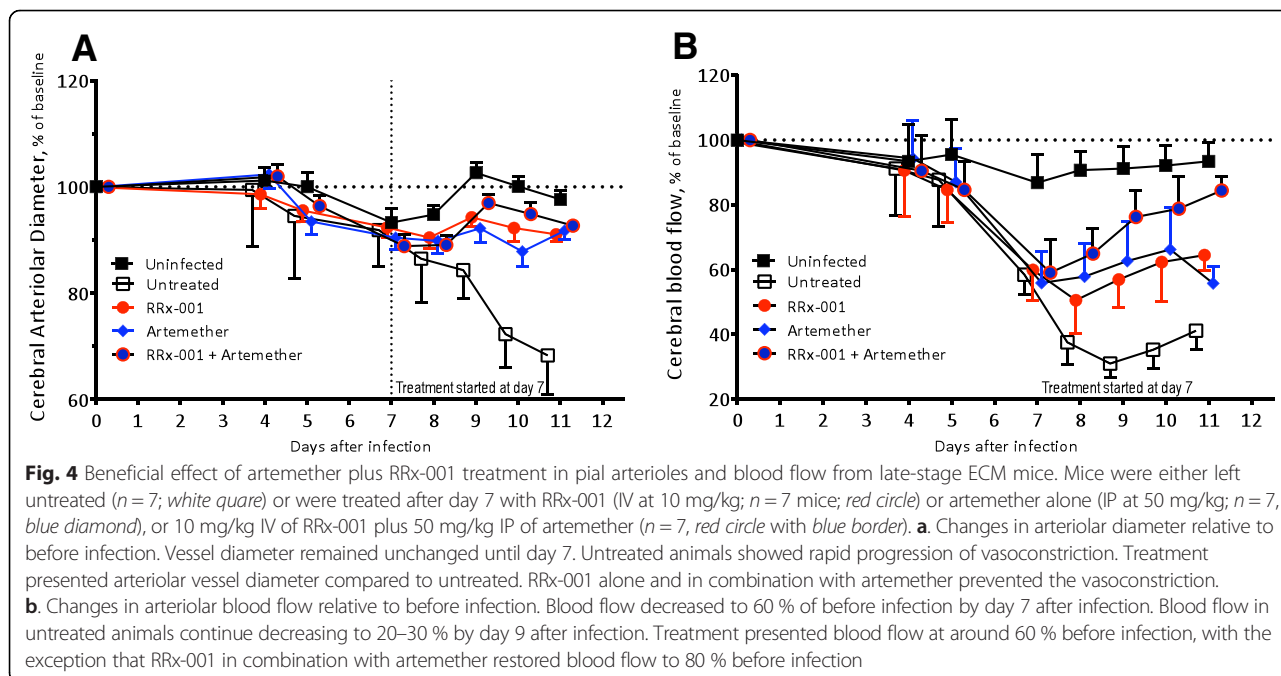 A
B
Cerebral Arteriolar Diameter, % of baseline
120
100
80
60
Uninfected
Untreated
RRx-001
Artemether
RRx-001 + Artemether
Treatment started at day 7
0 1 2 3 4 5 6 7 8 9 10 11 12
Days after infection
Cerebral blood flow, % of baseline
120
100
80
60
40
20
Uninfected
Untreated
RRx-001
Artemether
RRx-001 + Artemether
Treatment started at day 7
0 1 2 3 4 5 6 7 8 9 10 11 12
Days after infection
Fig. 4 Beneficial effect of artemether plus RRx-001 treatment in pial arterioles and blood flow from late-stage ECM mice. Mice were either left
untreated (n = 7; white quare) or were treated after day 7 with RRx-001 (IV at 10 mg/kg; n = 7 mice; red circle) or artemether alone (IP at 50 mg/kg; n = 7,
blue diamond), or 10 mg/kg IV of RRx-001 plus 50 mg/kg IP of artemether (n = 7, red circle with blue border). a. Changes in arteriolar diameter relative to
before infection. Vessel diameter remained unchanged until day 7. Untreated animals showed rapid progression of vasoconstriction. Treatment
presented arteriolar vessel diameter compared to untreated. RRx-001 alone and in combination with artemether prevented the vasoconstriction.
b. Changes in arteriolar blood flow relative to before infection. Blood flow decreased to 60 % of before infection by day 7 after infection. Blood flow in
untreated animals continue decreasing to 20–30 % by day 9 after infection. Treatment presented blood flow at around 60 % before infection, with the
exception that RRx-001 in combination with artemether restored blood flow to 80 % before infection